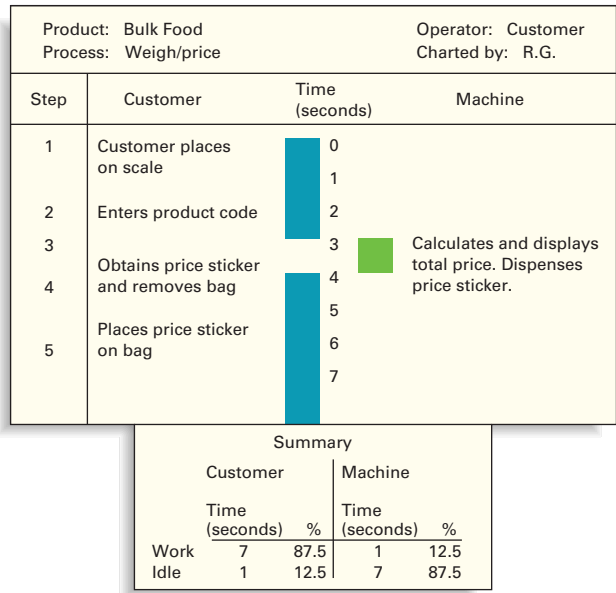 Product: Bulk Food Operator: Customer
Process: Weigh/price Charted by: R.G.
Step Customer Time (seconds) Machine
1 Customer places on scale 0
1
2 Enters product code 2
3 3 Calculates and displays total price. Dispenses price sticker.
4 Obtains price sticker and removes bag 4
5
5 Places price sticker on bag 6
7
Summary
Customer Machine
Time (seconds) % Time (seconds) %
Work 7 87.5 1 12.5
Idle 1 12.5 7 87.5